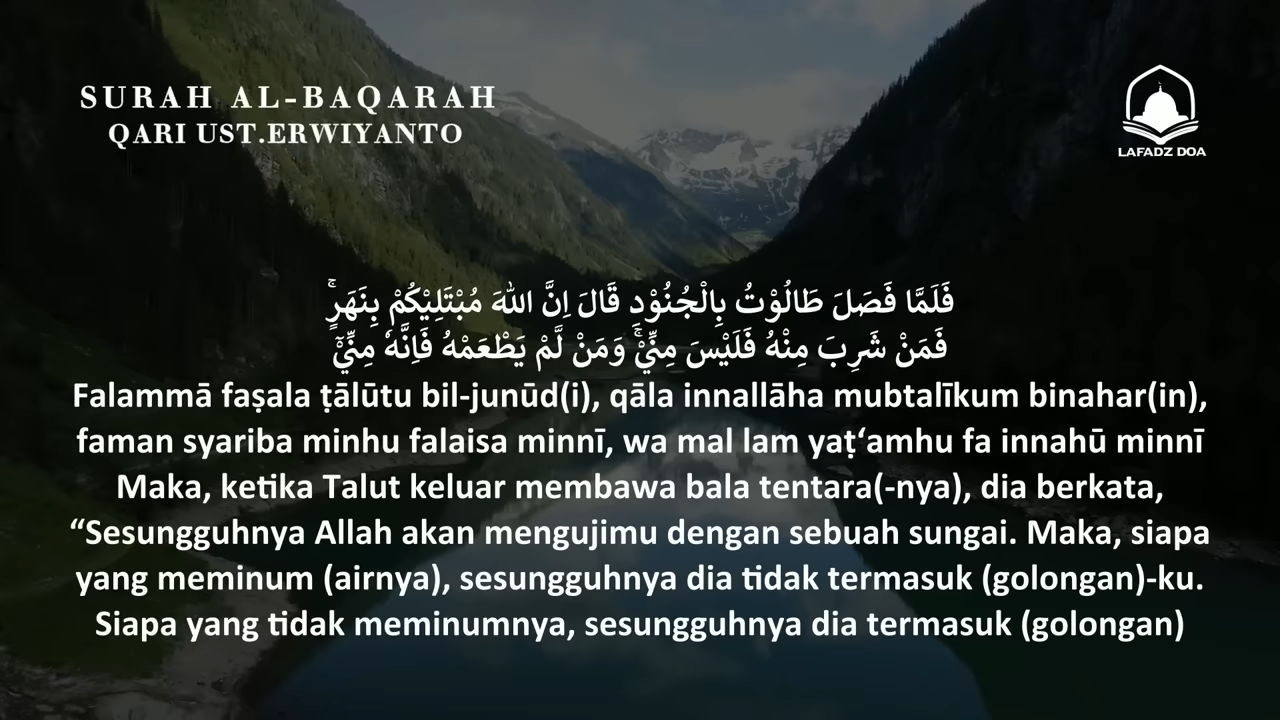 SURAH AL-BAQARAH
QARI UST.ERWIYANTO
LAFADZ DOA
فَلَمَّا فَصَلَ طَالُوْتُ بِالْجُنُوْدِ قَالَ اِنَّ اللّٰهَ مُبْتَلِيْكُمْ بِنَهَرٍۚ
فَمَنْ شَرِبَ مِنْهُ فَلَيْسَ مِنِّيْۚ وَمَنْ لَّمْ يَطْعَمْهُ فَاِنَّهٗ مِنِّيْٓ
Falammā faṣala ṭālūtu bil-junūd(i), qāla innallāha mubtalīkum binahar(in),
faman syariba minhu falaisa minnī, wa mal lam yaṭ‘amhu fa innahū minnī
Maka, ketika Talut keluar membawa bala tentara(-nya), dia berkata,
“Sesungguhnya Allah akan mengujimu dengan sebuah sungai. Maka, siapa
yang meminum (airnya), sesungguhnya dia tidak termasuk (golongan)-ku.
Siapa yang tidak meminumnya, sesungguhnya dia termasuk (golongan)